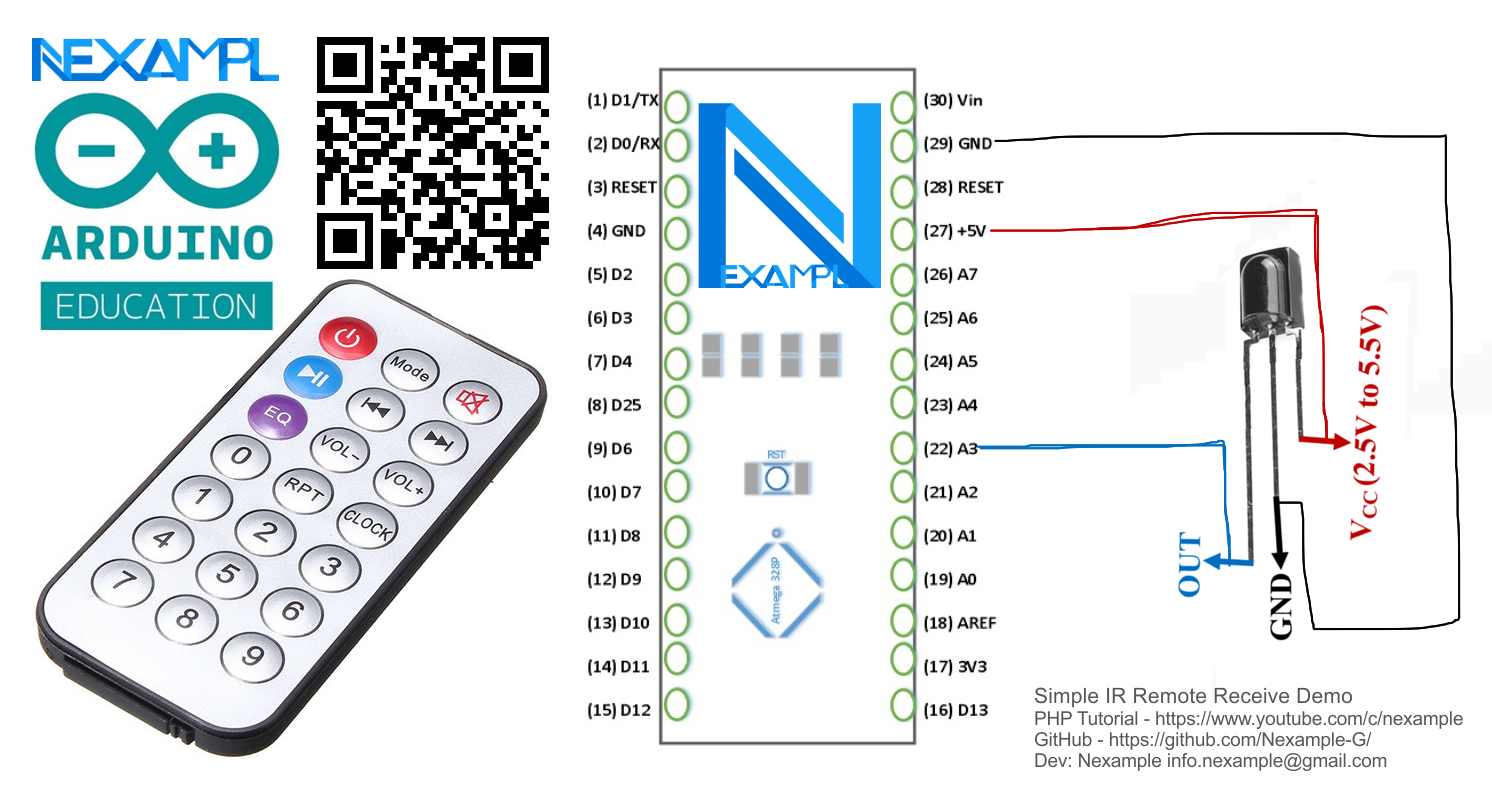 NEXAMPL
ARDUINO
EDUCATION
Mode
EQ
VOL-
VOL+
0
RPT
CLOCK
1
2
3
4
5
6
7
8
9
(1) D1/TX
(2) D0/RX
(3) RESET
(4) GND
(5) D2
(6) D3
(7) D4
(8) D25
(9) D6
(10) D7
(11) D8
(12) D9
(13) D10
(14) D11
(15) D12
N
EXAMPL
RST
Atmega 328P
(30) Vin
(29) GND
(28) RESET
(27) +5V
(26) A7
(25) A6
(24) A5
(23) A4
(22) A3
(21) A2
(20) A1
(19) A0
(18) AREF
(17) 3V3
(16) D13
OUT
GND
VCC (2.5V to 5.5V)
Simple IR Remote Receive Demo
PHP Tutorial - https://www.youtube.com/c/nexample
GitHub - https://github.com/Nexample-G/
Dev: Nexample info.nexample@gmail.com